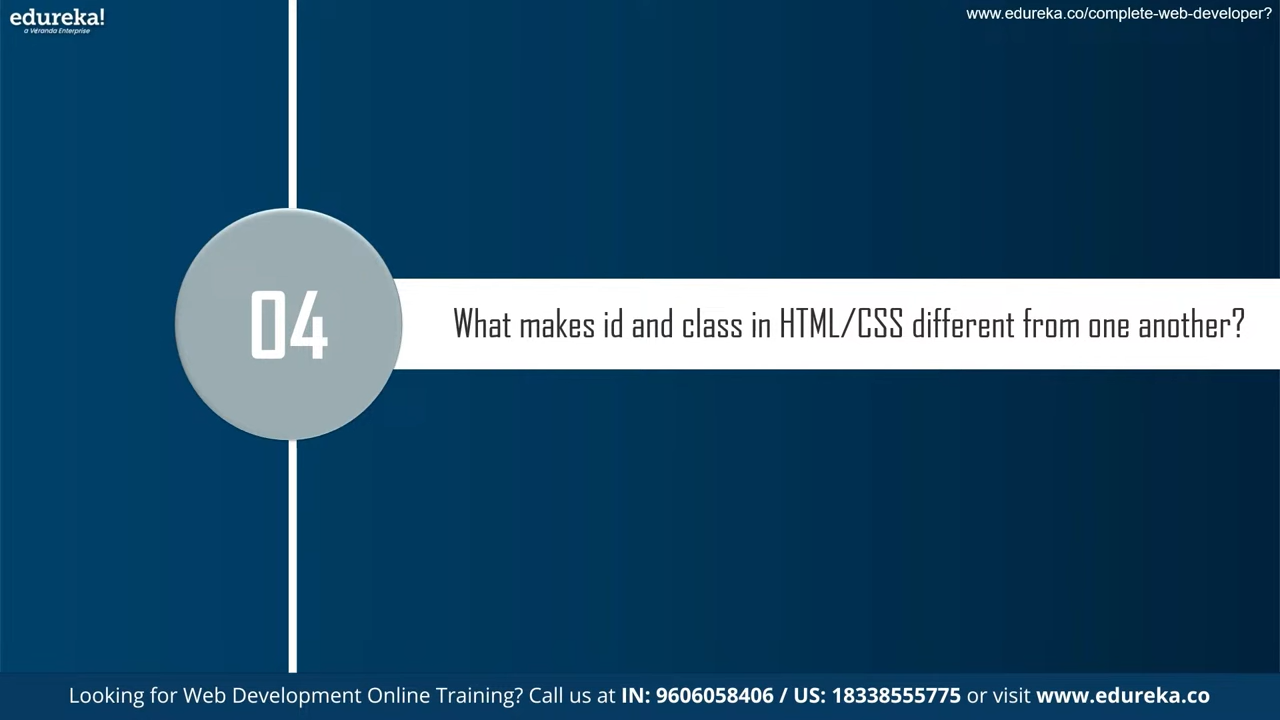 edureka!
a Veranda Enterprise
www.edureka.co/complete-web-developer?
04
What makes id and class in HTML/CSS different from one another?
Looking for Web Development Online Training? Call us at IN: 9606058406 / US: 18338555775 or visit www.edureka.co